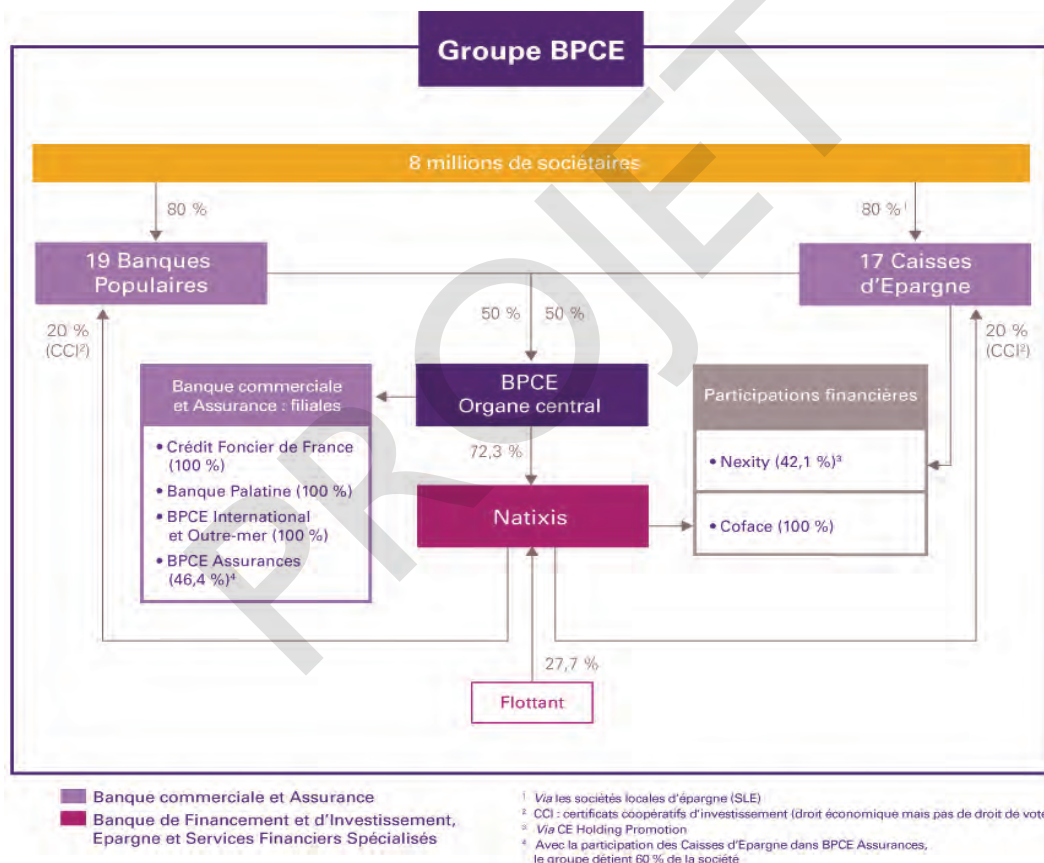 Groupe BPCE
8 millions de sociétaires
80 %
80 %¹
19 Banques
Populaires
17 Caisses
d'Epargne
50 %
50 %
20 %
(CCI²)
20 %
(CCI²)
Banque commerciale
et Assurance : filiales
• Crédit Foncier de France
(100 %)
• Banque Palatine (100 %)
• BPCE International
et Outre-mer (100 %)
• BPCE Assurances
(46,4 %)⁴
BPCE
Organe central
72,3 %
Natixis
Participations financières
• Nexity (42,1 %)³
• Coface (100 %)
27,7 %
Flottant
PROJET
Banque commerciale et Assurance
Banque de Financement et d'Investissement,
Epargne et Services Financiers Spécialisés
¹ Via les sociétés locales d'épargne (SLE)
² CCI : certificats coopératifs d'investissement (droit économique mais pas de droit de vote
³ Via CE Holding Promotion
⁴ Avec la participation des Caisses d'Epargne dans BPCE Assurances,
le groupe détient 60 % de la société